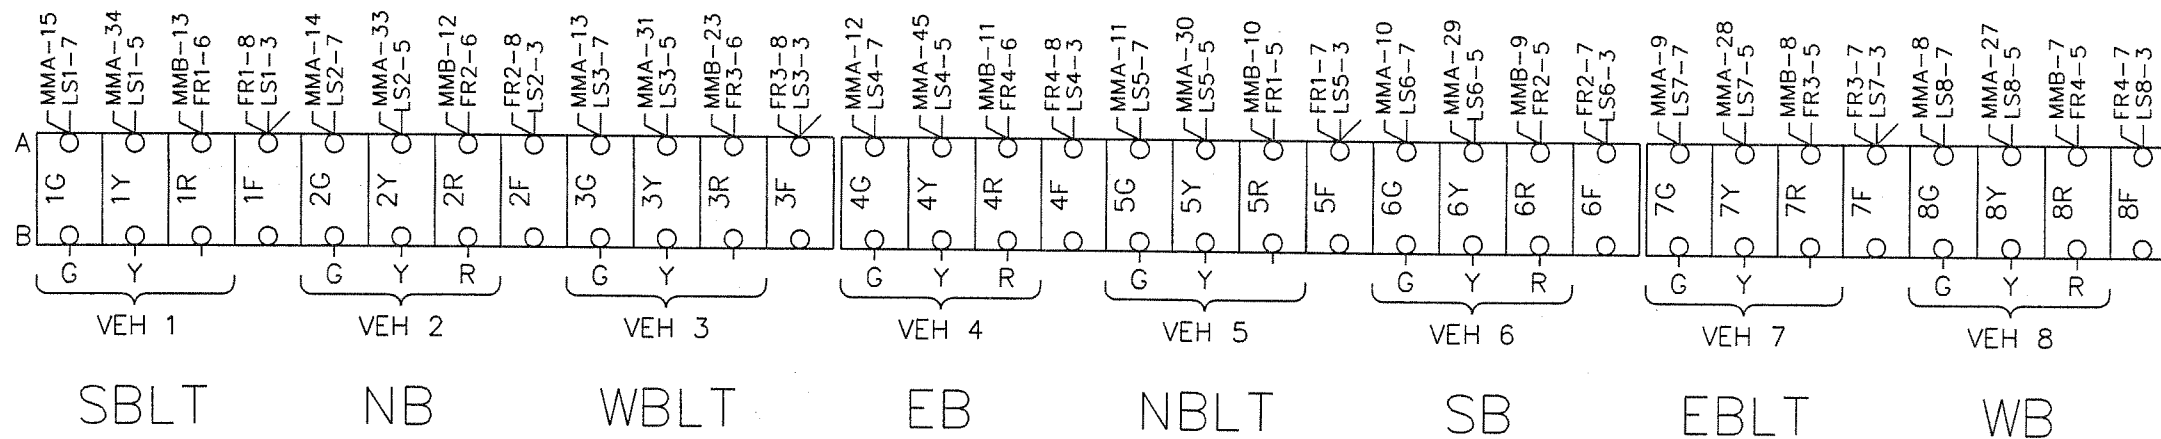 MMA-15 MMA-34 MMB-13 FR1-8 MMA-14 MMA-33 MMB-12 FR2-8 MMA-13 MMA-31 MMB-23 FR3-8 MMA-12 MMA-45 MMB-11 FR4-8 MMA-11 MMA-30 MMB-10 FR1-7 MMA-10 MMA-29 MMB-9 FR2-7 MMA-9 MMA-28 MMB-8 FR3-7 MMA-8 MMA-27 MMB-7 FR4-7
LS1-7 LS1-5 FR1-6 LS1-3 LS2-7 LS2-5 FR2-6 LS2-3 LS3-7 LS3-5 FR3-6 LS3-3 LS4-7 LS4-5 FR4-6 LS4-3 LS5-7 LS5-5 FR1-5 LS5-3 LS6-7 LS6-5 FR2-5 LS6-3 LS7-7 LS7-5 FR3-5 LS7-3 LS8-7 LS8-5 FR4-5 LS8-3
A
1G 1Y 1R 1F 2G 2Y 2R 2F 3G 3Y 3R 3F 4G 4Y 4R 4F 5G 5Y 5R 5F 6G 6Y 6R 6F 7G 7Y 7R 7F 8G 8Y 8R 8F
B
G Y G Y R G Y G Y R G Y G Y R G Y G Y R
VEH 1 VEH 2 VEH 3 VEH 4 VEH 5 VEH 6 VEH 7 VEH 8
SBLT NB WBLT EB NBLT SB EBLT WB